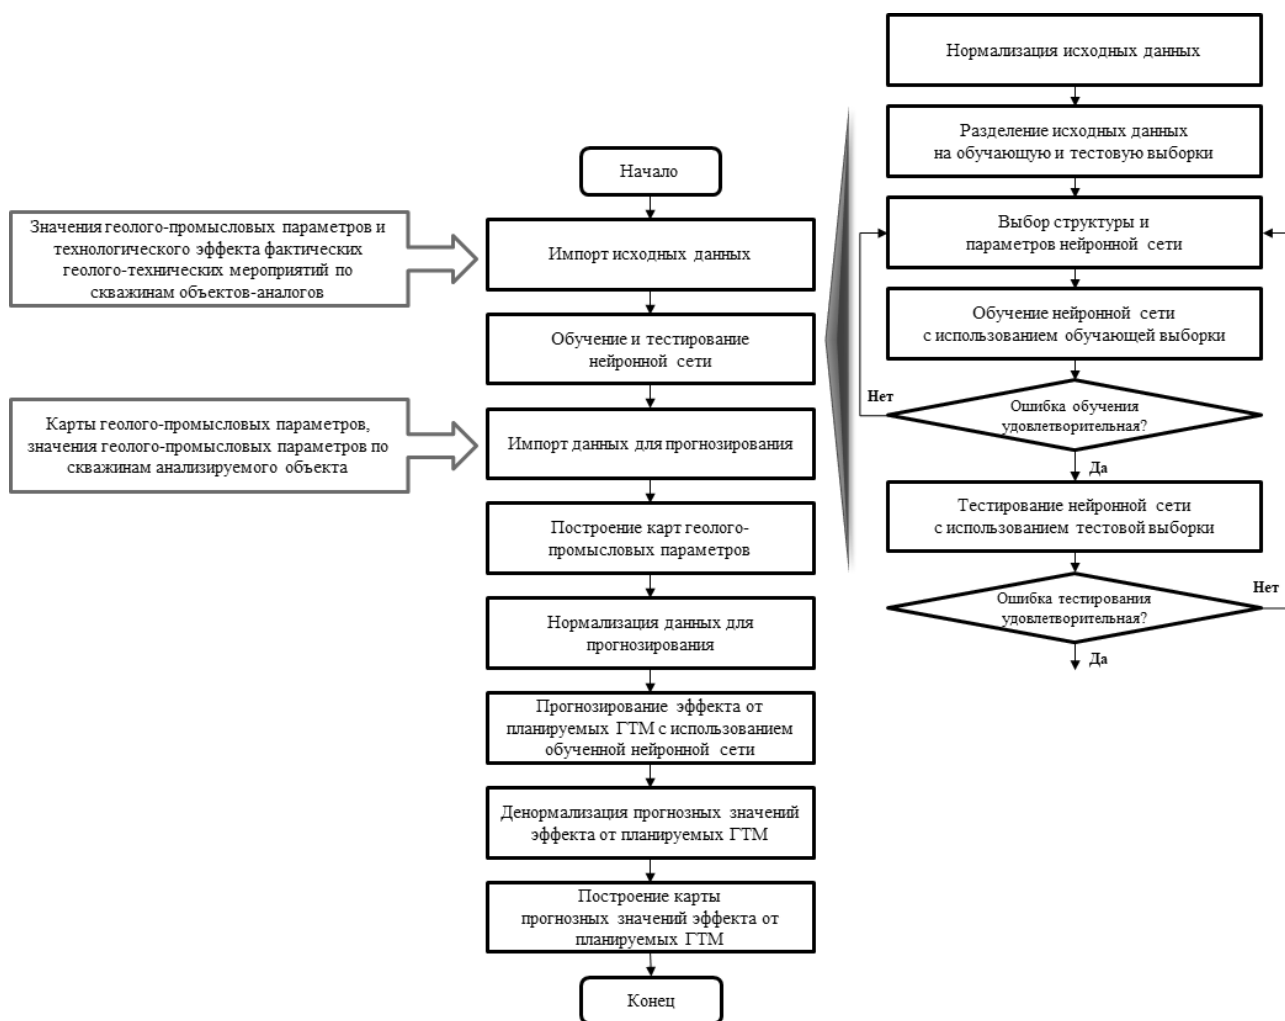 Начало
Значения геолого-промысловых параметров и
технологического эффекта фактических
геолого-технических мероприятий по
скважинам объектов-аналогов
Импорт исходных данных
Обучение и тестирование
нейронной сети
Карты геолого-промысловых параметров,
значения геолого-промысловых параметров по
скважинам анализируемого объекта
Импорт данных для прогнозирования
Построение карт геолого-
промысловых параметров
Нормализация данных для
прогнозирования
Прогнозирование эффекта от
планируемых ГТМ с использованием
обученной нейронной сети
Денормализация прогнозных значений
эффекта от планируемых ГТМ
Построение карты
прогнозных значений эффекта от
планируемых ГТМ
Конец
Нормализация исходных данных
Разделение исходных данных
на обучающую и тестовую выборки
Выбор структуры и
параметров нейронной сети
Обучение нейронной сети
с использованием обучающей выборки
Нет
Ошибка обучения
удовлетворительная?
Да
Тестирование нейронной сети
с использованием тестовой выборки
Нет
Ошибка тестирования
удовлетворительная?
Да